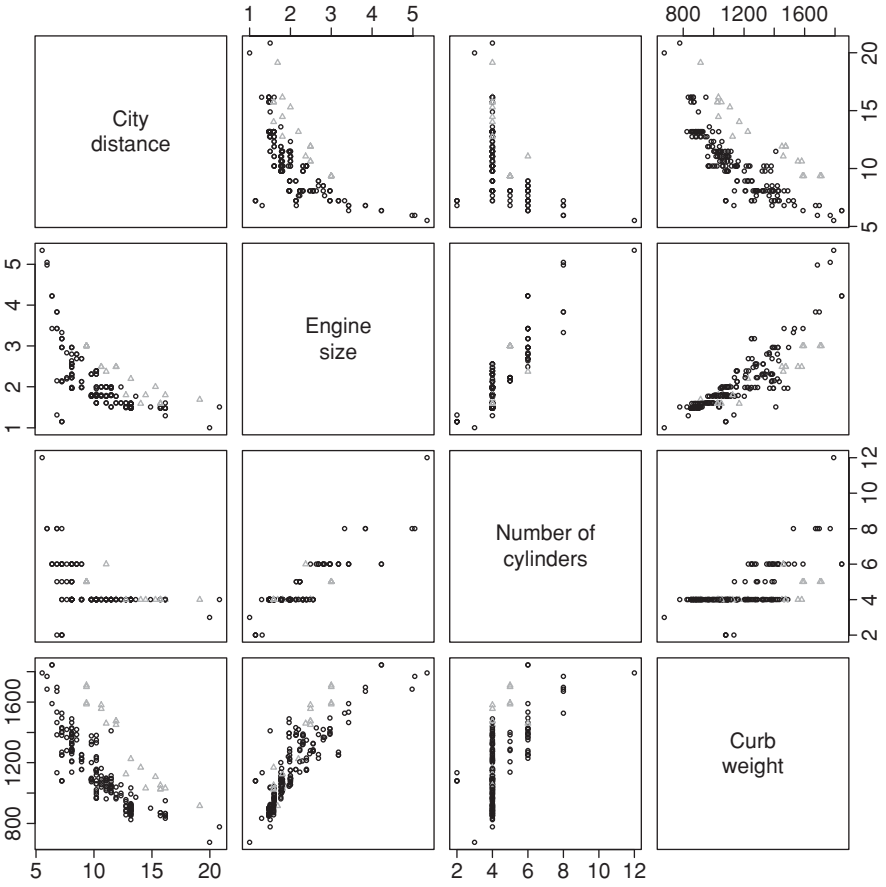 1 2 3 4 5
800 1200 1600
City
distance
5 10 15 20
1 2 3 4 5
Engine
size
Number of
cylinders
2 4 6 8 10 12
800 1200 1600
Curb
weight
5 10 15 20
2 4 6 8 10 12